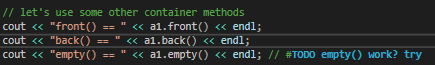 // let's use some other container methods
cout << "front() == " << a1.front() << endl;
cout << "back() == " << a1.back() << endl;
cout << "empty() == " << a1.empty() << endl; // #TODO empty() work? try